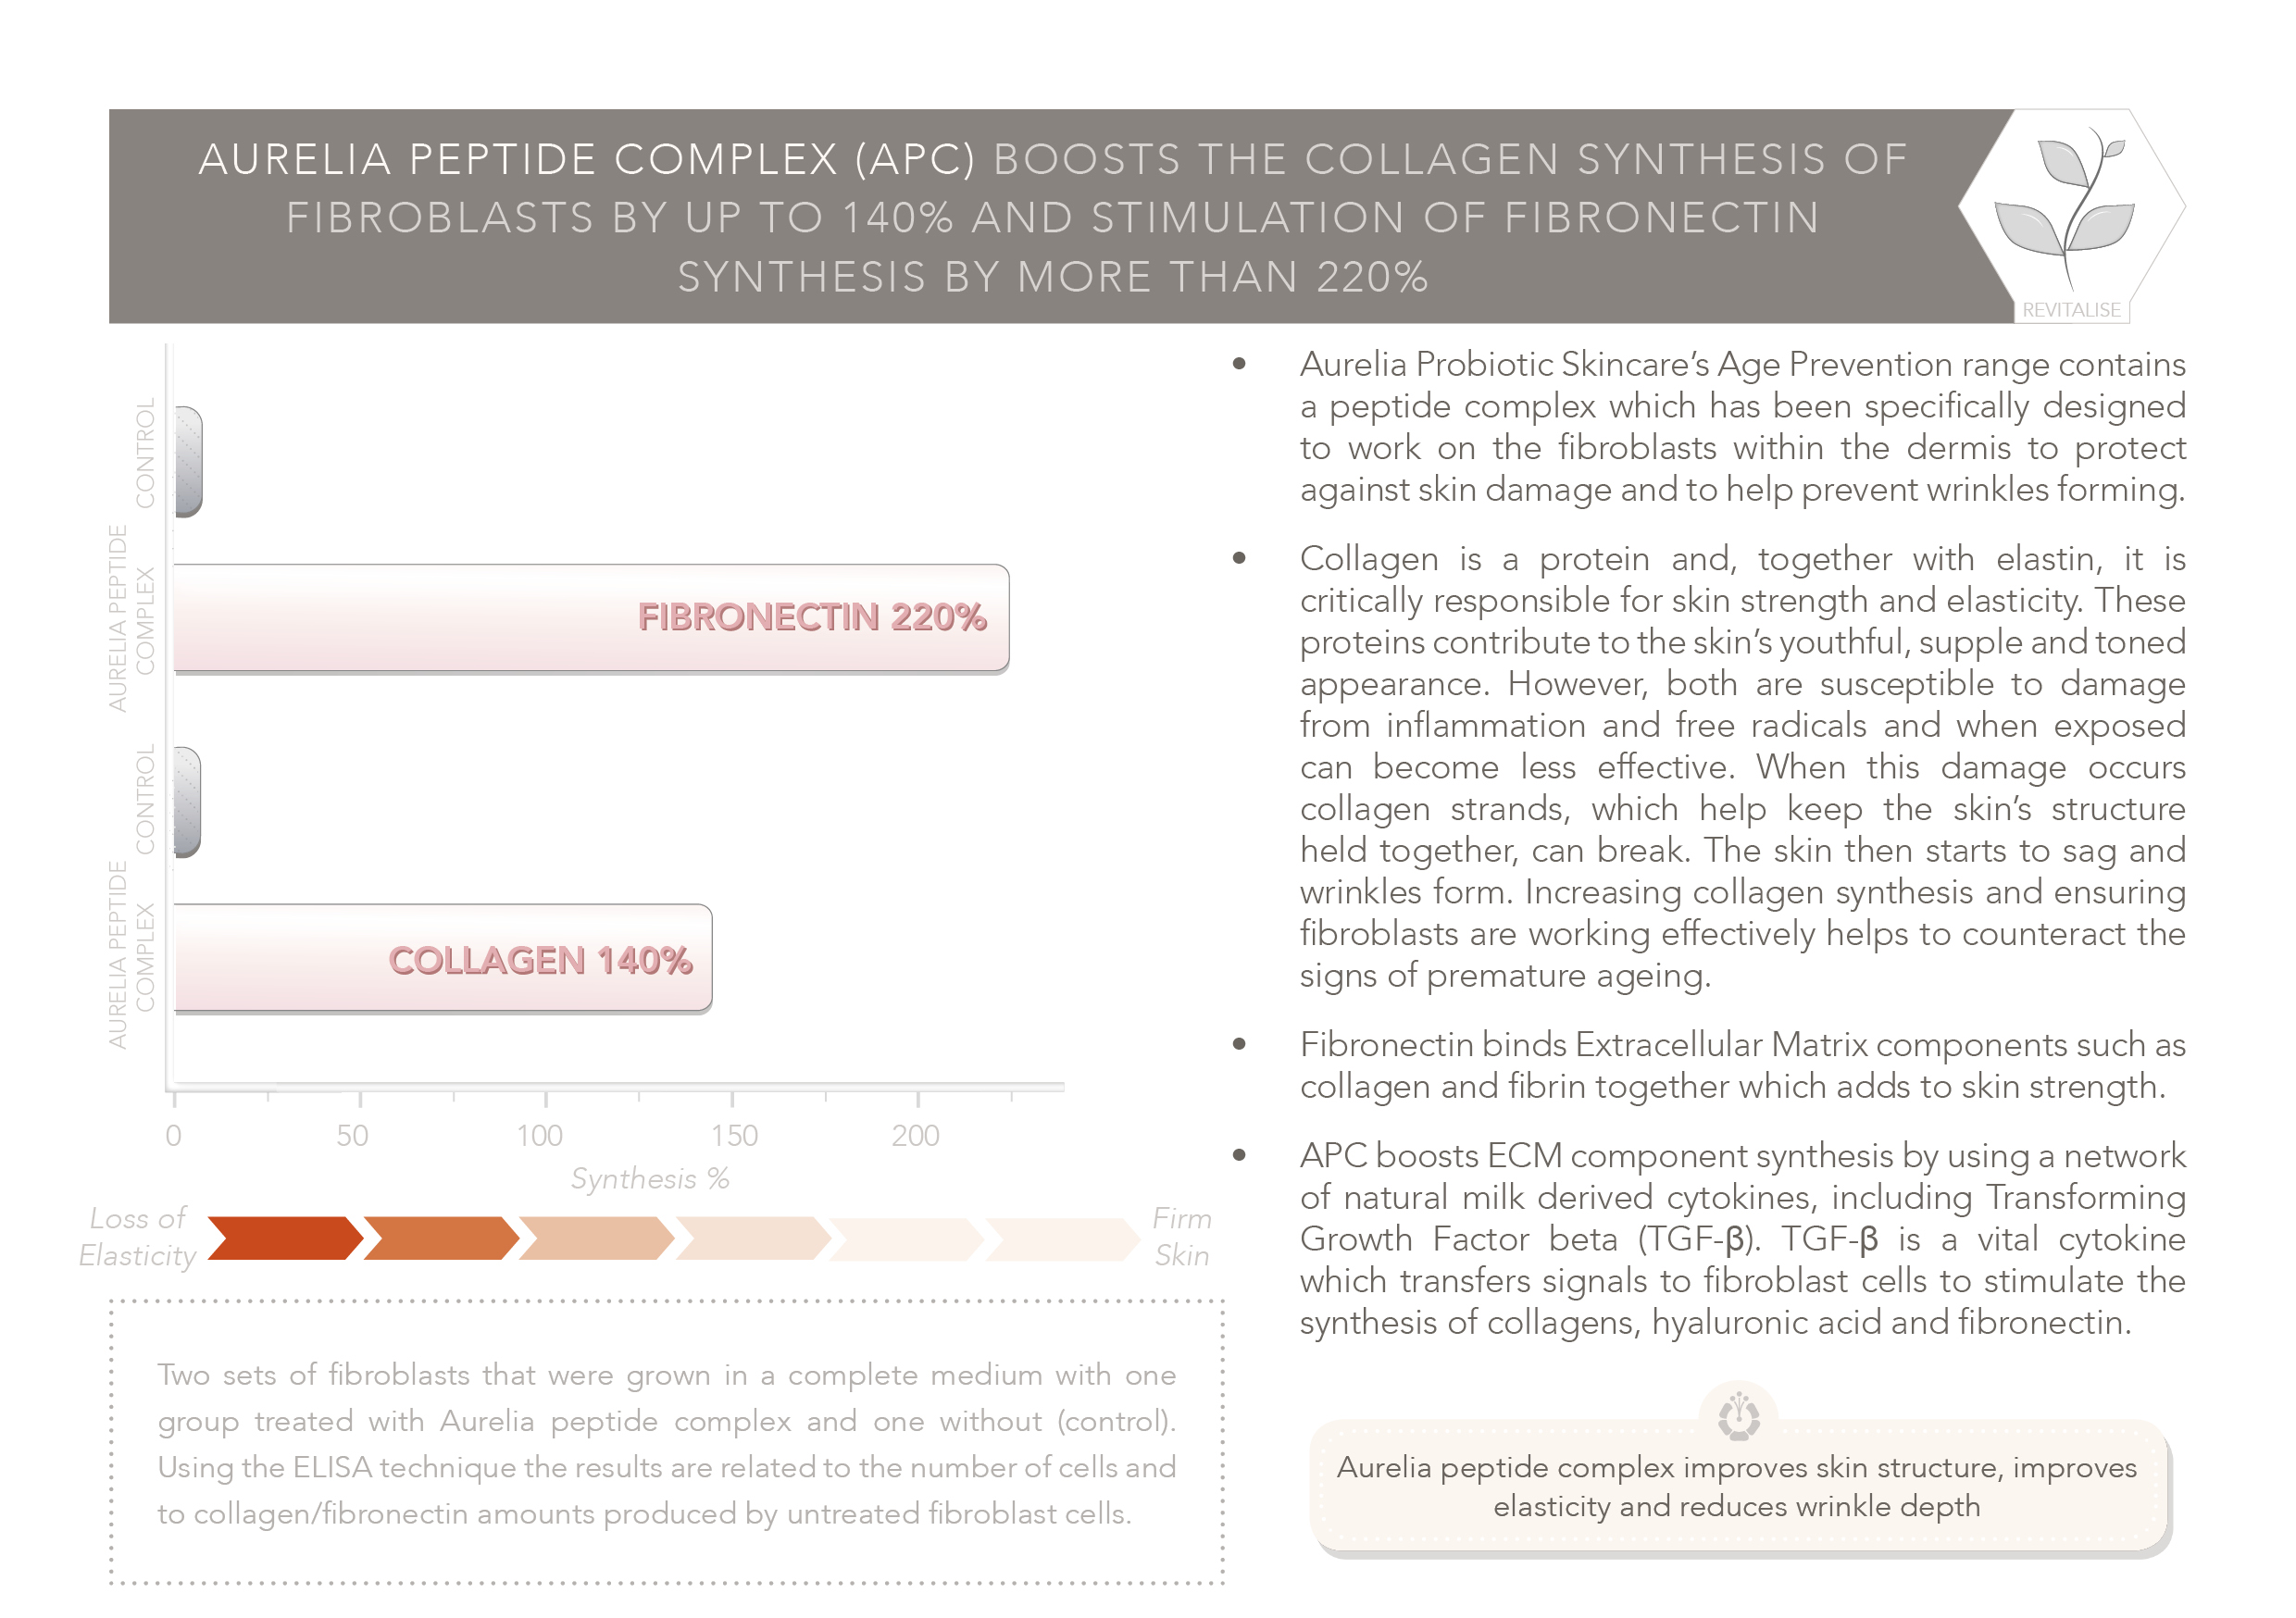 AURELIA PEPTIDE COMPLEX (APC) BOOSTS THE COLLAGEN SYNTHESIS OF
FIBROBLASTS BY UP TO 140% AND STIMULATION OF FIBRONECTIN
SYNTHESIS BY MORE THAN 220%
REVITALISE
CONTROL
AURELIA PEPTIDE
COMPLEX
FIBRONECTIN 220%
CONTROL
AURELIA PEPTIDE
COMPLEX
COLLAGEN 140%
0 50 100 150 200
Synthesis %
Loss of
Elasticity
Firm
Skin
Two sets of fibroblasts that were grown in a complete medium with one
group treated with Aurelia peptide complex and one without (control).
Using the ELISA technique the results are related to the number of cells and
to collagen/fibronectin amounts produced by untreated fibroblast cells.
• Aurelia Probiotic Skincare’s Age Prevention range contains
a peptide complex which has been specifically designed
to work on the fibroblasts within the dermis to protect
against skin damage and to help prevent wrinkles forming.
• Collagen is a protein and, together with elastin, it is
critically responsible for skin strength and elasticity. These
proteins contribute to the skin’s youthful, supple and toned
appearance. However, both are susceptible to damage
from inflammation and free radicals and when exposed
can become less effective. When this damage occurs
collagen strands, which help keep the skin’s structure
held together, can break. The skin then starts to sag and
wrinkles form. Increasing collagen synthesis and ensuring
fibroblasts are working effectively helps to counteract the
signs of premature ageing.
• Fibronectin binds Extracellular Matrix components such as
collagen and fibrin together which adds to skin strength.
• APC boosts ECM component synthesis by using a network
of natural milk derived cytokines, including Transforming
Growth Factor beta (TGF-β). TGF-β is a vital cytokine
which transfers signals to fibroblast cells to stimulate the
synthesis of collagens, hyaluronic acid and fibronectin.
Aurelia peptide complex improves skin structure, improves
elasticity and reduces wrinkle depth